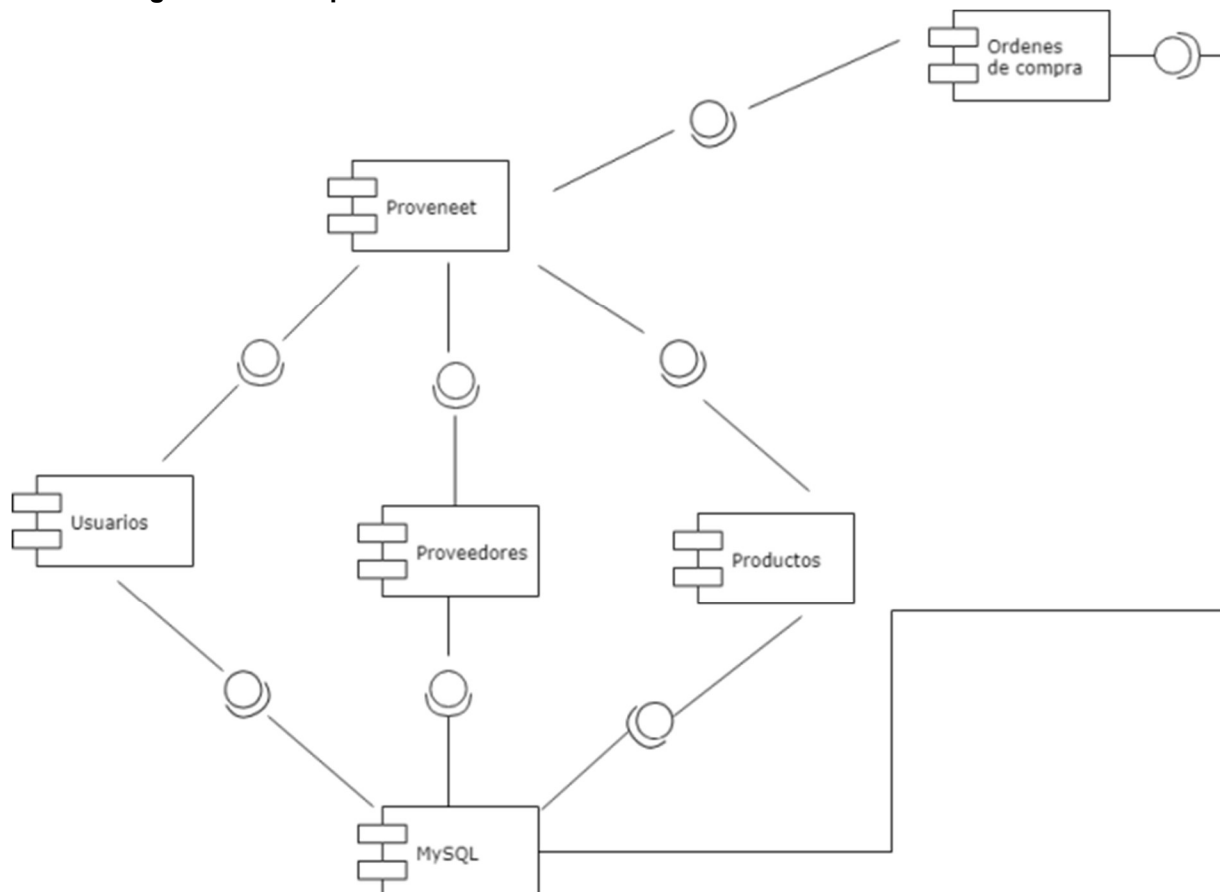 Ordenes
de compra
Proveneet
Usuarios
Proveedores
Productos
MySQL